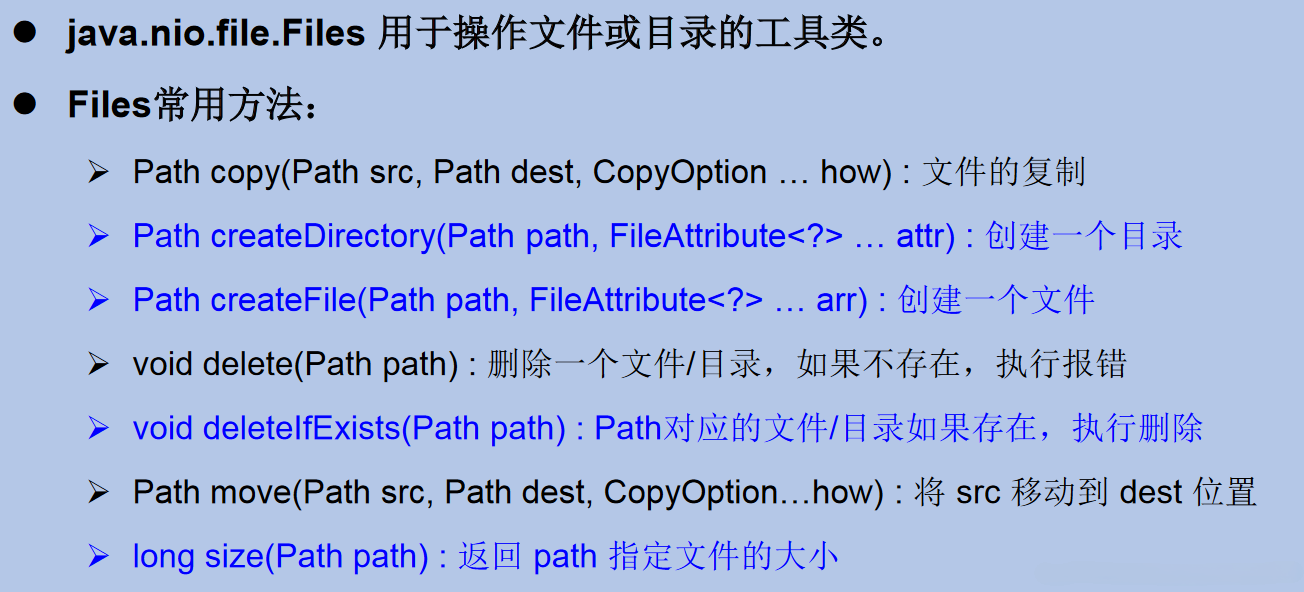 ● java.nio.file.Files 用于操作文件或目录的工具类。
● Files常用方法：
➢ Path copy(Path src, Path dest, CopyOption … how) : 文件的复制
➢ Path createDirectory(Path path, FileAttribute<?> … attr) : 创建一个目录
➢ Path createFile(Path path, FileAttribute<?> … arr) : 创建一个文件
➢ void delete(Path path) : 删除一个文件/目录，如果不存在，执行报错
➢ void deleteIfExists(Path path) : Path对应的文件/目录如果存在，执行删除
➢ Path move(Path src, Path dest, CopyOption…how) : 将 src 移动到 dest 位置
➢ long size(Path path) : 返回 path 指定文件的大小